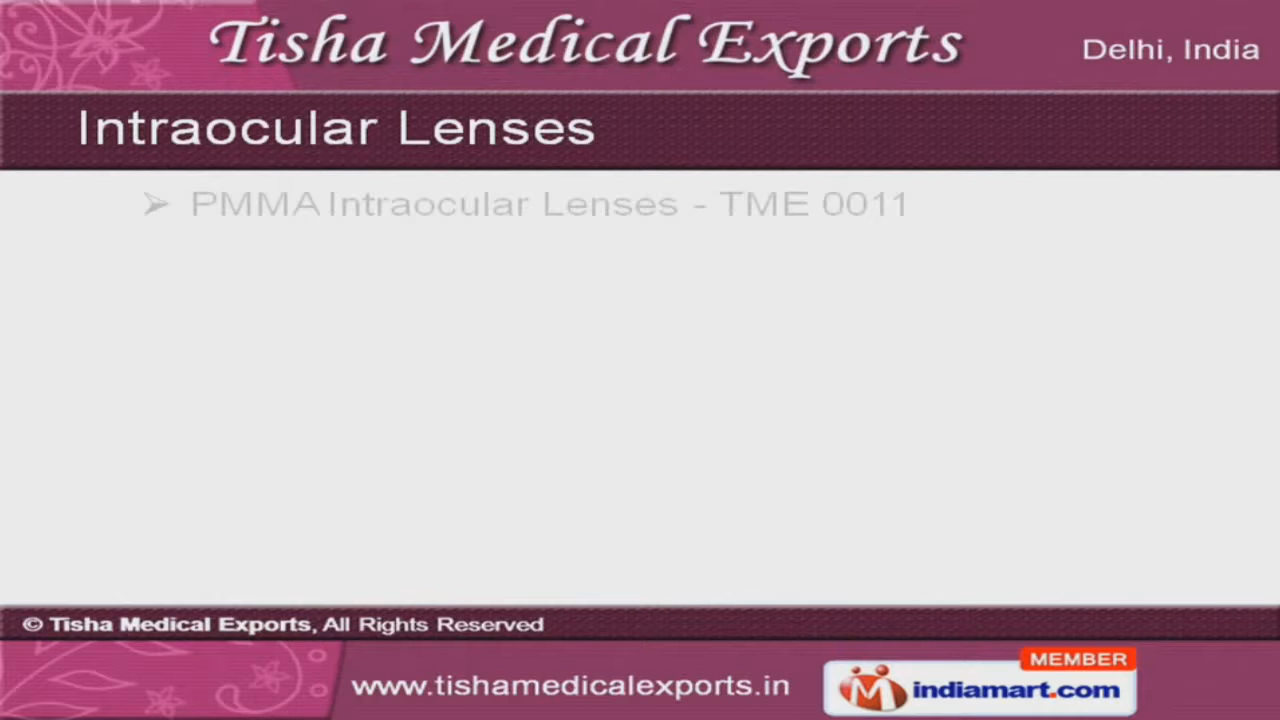 Tisha Medical Exports
Delhi, India
Intraocular Lenses
➢ PMMA Intraocular Lenses - TME 0011
© Tisha Medical Exports, All Rights Reserved
www.tishamedicalexports.in
MEMBER
indiamart.com